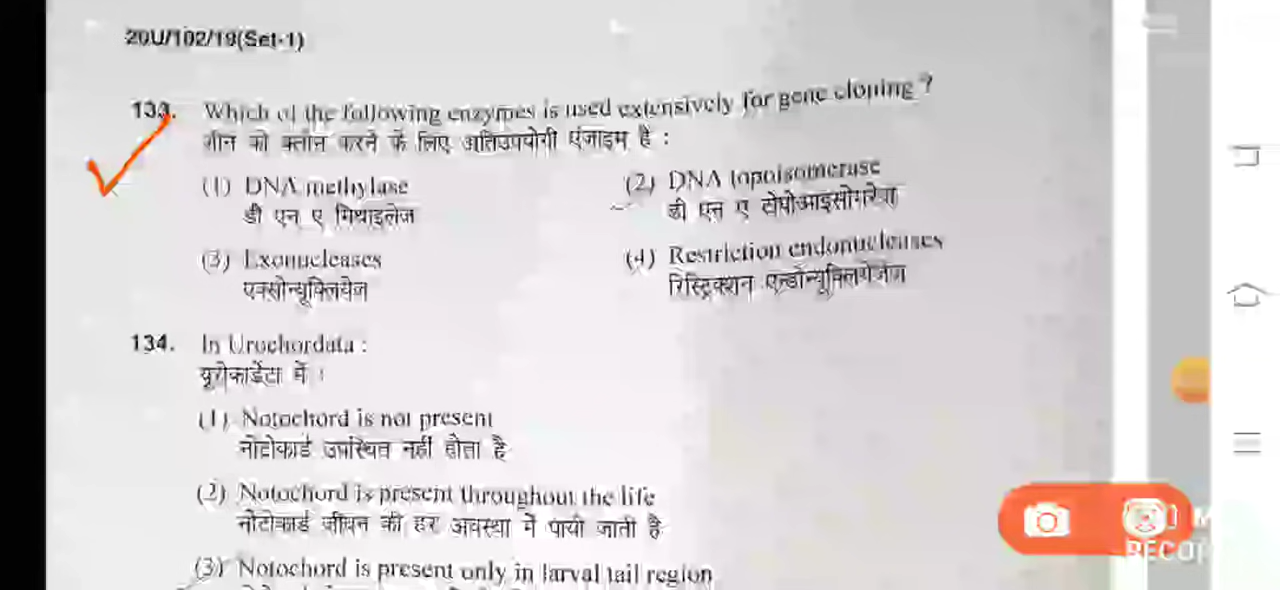 20U/102/19(Set-1)
133. Which of the following enzymes is used extensively for gene cloning ?
जीन को क्लोन करने के लिए अतिउपयोगी एंजाइम है :
(1) DNA methylase
(2) DNA topoisomerase
डी एन ए मिथाइलेज
डी एन ए टोपोआइसोमरेज
(3) Exonucleases
(4) Restriction endonucleases
एक्सोन्यूक्लियेज
रिस्ट्रिक्शन एन्डोन्यूक्लियेजेज
134. In Urochordata :
यूरोकार्डेटा में :
(1) Notochord is not present
नोटोकार्ड उपस्थित नहीं होता है
(2) Notochord is present throughout the life
नोटोकार्ड जीवन की हर अवस्था में पायी जाती है
(3) Notochord is present only in larval tail region